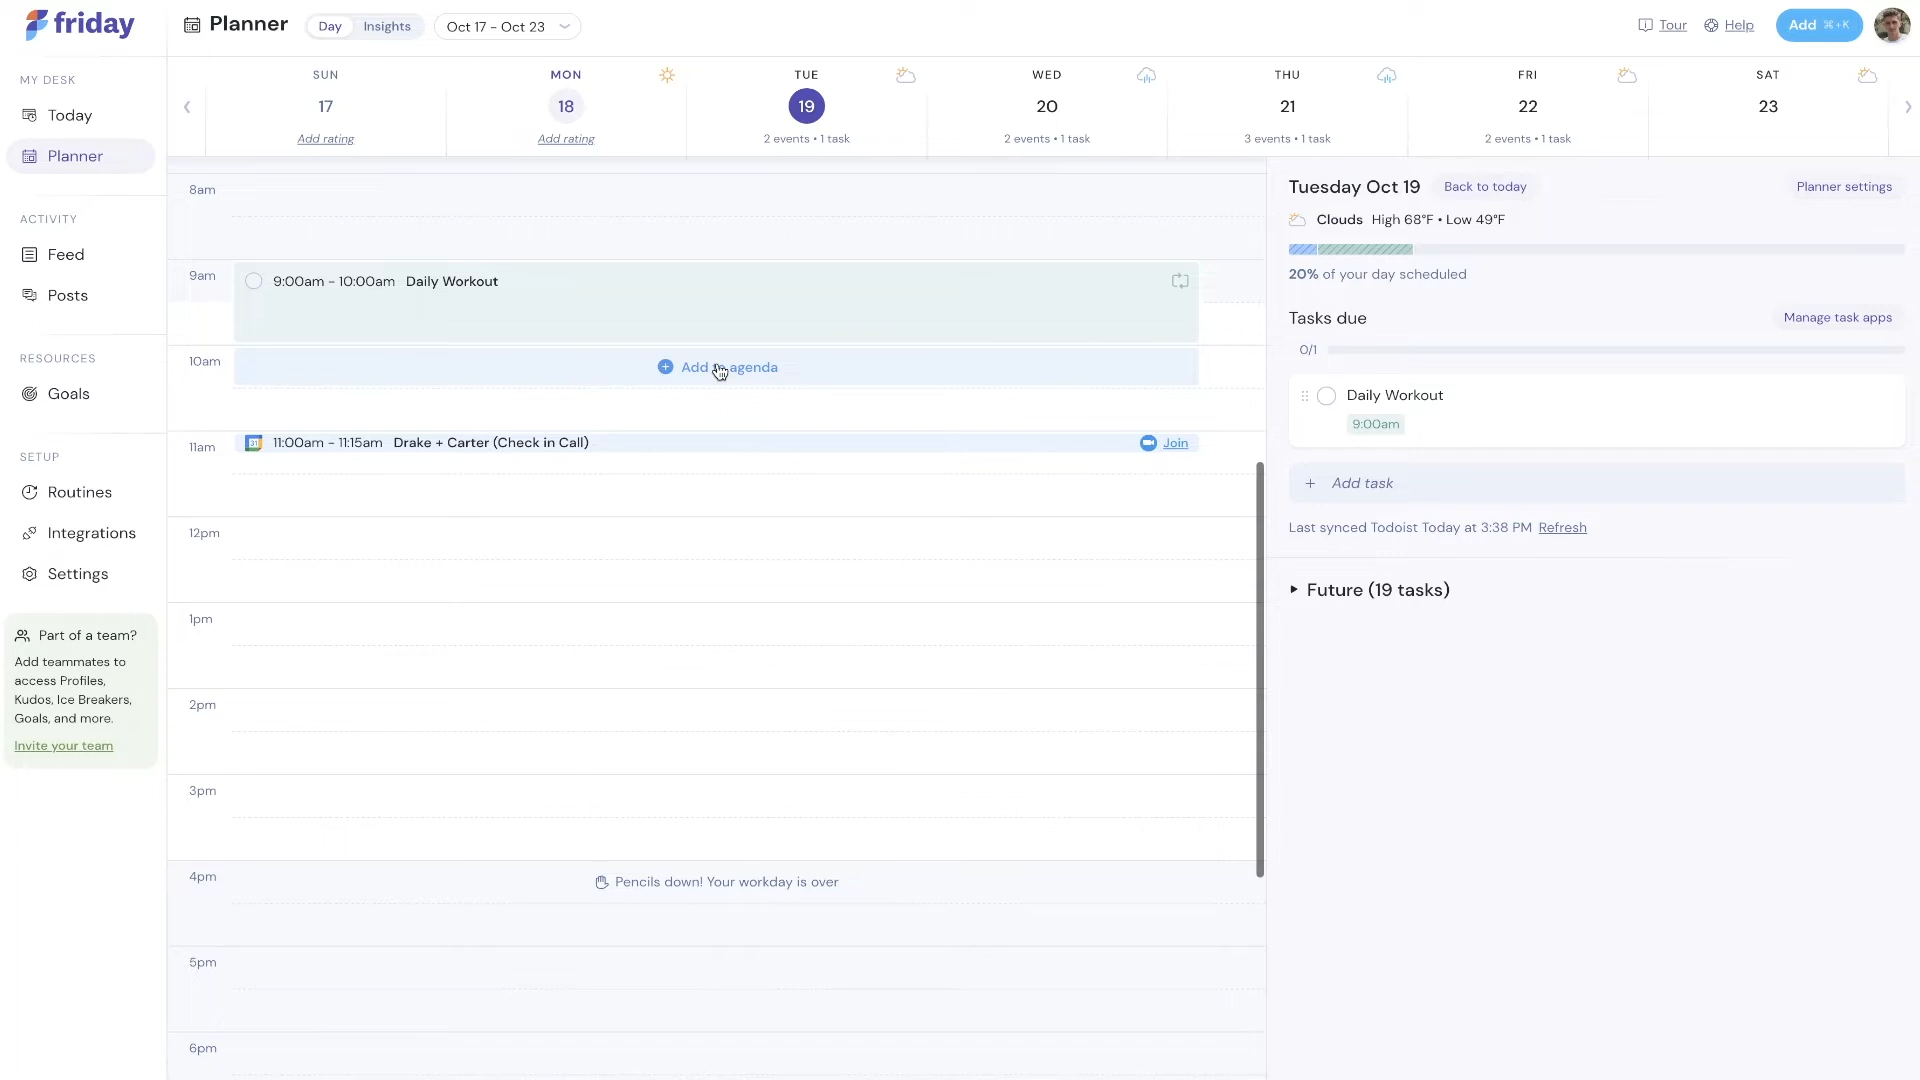 friday
Planner
Day
Insights
Oct 17 - Oct 23
Tour
Help
Add ⌘+K
MY DESK
Today
Planner
ACTIVITY
Feed
Posts
RESOURCES
Goals
SETUP
Routines
Integrations
Settings
Part of a team?
Add teammates to
access Profiles,
Kudos, Ice Breakers,
Goals, and more.
Invite your team
SUN
17
Add rating
MON
18
Add rating
TUE
19
2 events • 1 task
WED
20
2 events • 1 task
THU
21
3 events • 1 task
FRI
22
2 events • 1 task
SAT
23
8am
9am
9:00am - 10:00am Daily Workout
10am
Add to agenda
11am
31
11:00am - 11:15am Drake + Carter (Check in Call)
Join
12pm
1pm
2pm
3pm
4pm
Pencils down! Your workday is over
5pm
6pm
Tuesday Oct 19
Back to today
Planner settings
Clouds High 68°F • Low 49°F
20% of your day scheduled
Tasks due
Manage task apps
0/1
Daily Workout
9:00am
+ Add task
Last synced Todoist Today at 3:38 PM Refresh
Future (19 tasks)